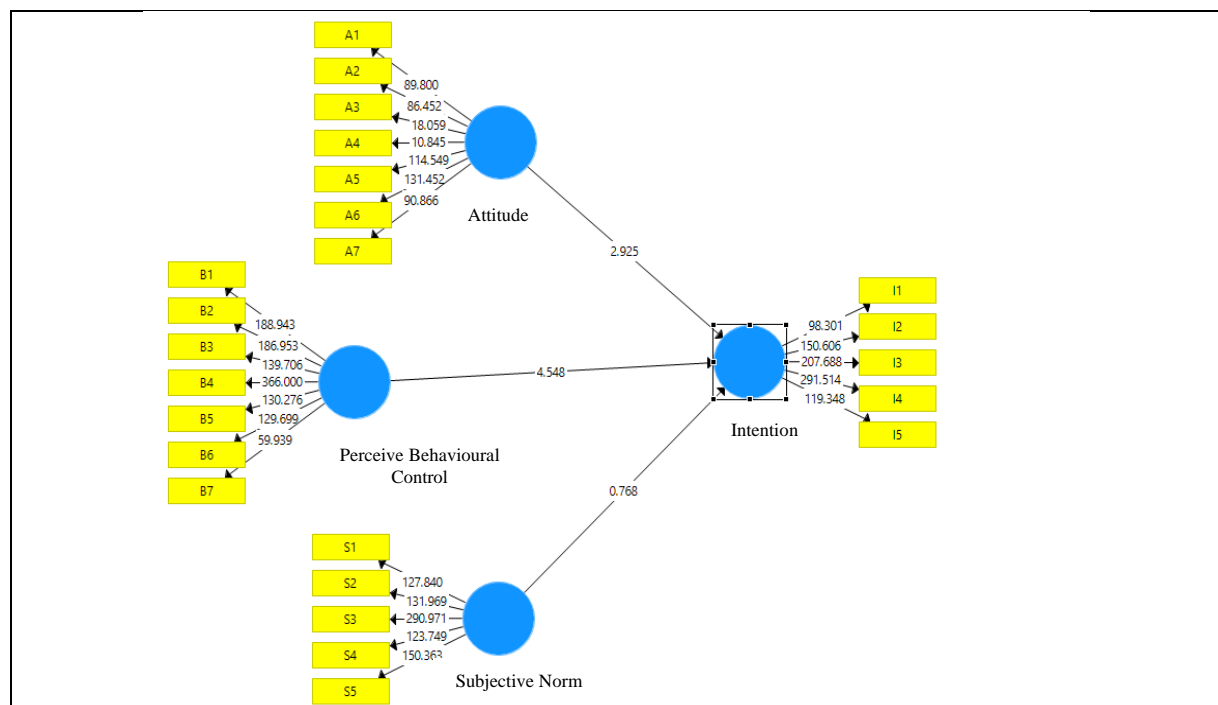 A1
A2
A3
A4
A5
A6
A7
89.800
86.452
18.059
10.845
114.549
131.452
90.866
Attitude
2.925
B1
B2
B3
B4
B5
B6
B7
188.943
186.953
139.706
366.000
130.276
129.699
59.939
Perceive Behavioural
Control
4.548
I1
I2
I3
I4
I5
98.301
150.606
207.688
291.514
119.348
Intention
0.768
S1
S2
S3
S4
S5
127.840
131.969
290.971
123.749
150.363
Subjective Norm